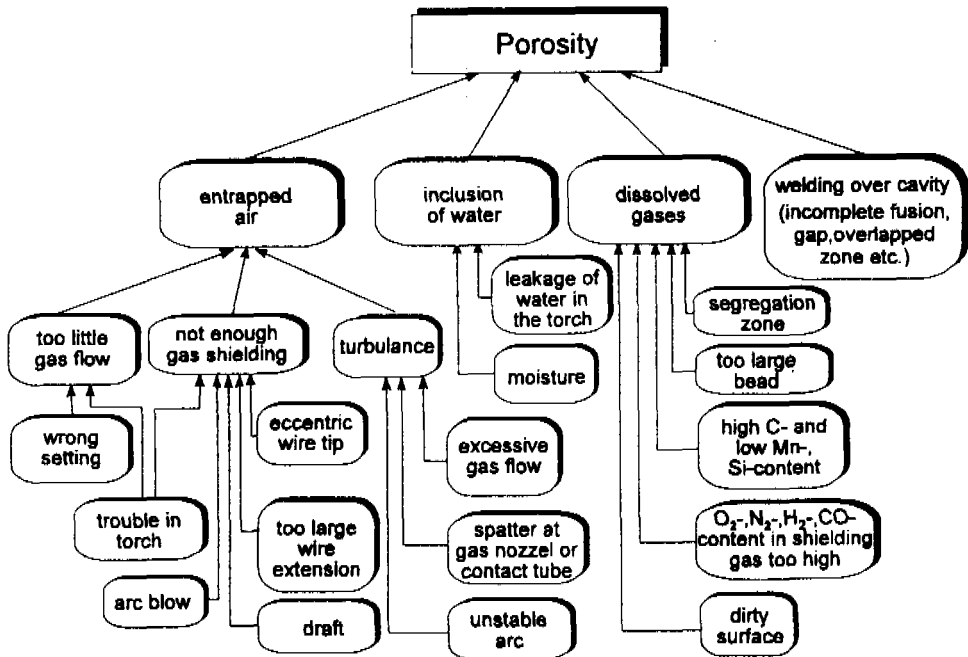 Porosity
entrapped
air
inclusion
of water
dissolved
gases
welding over cavity
(incomplete fusion,
gap,overlapped
zone etc.)
too little
gas flow
not enough
gas shielding
turbulance
leakage of
water in
the torch
moisture
segregation
zone
too large
bead
high C- and
low Mn-,
Si-content
O₂-,N₂-,H₂-,CO-
content in shielding
gas too high
dirty
surface
wrong
setting
trouble in
torch
arc blow
eccentric
wire tip
too large
wire
extension
draft
excessive
gas flow
spatter at
gas nozzel or
contact tube
unstable
arc